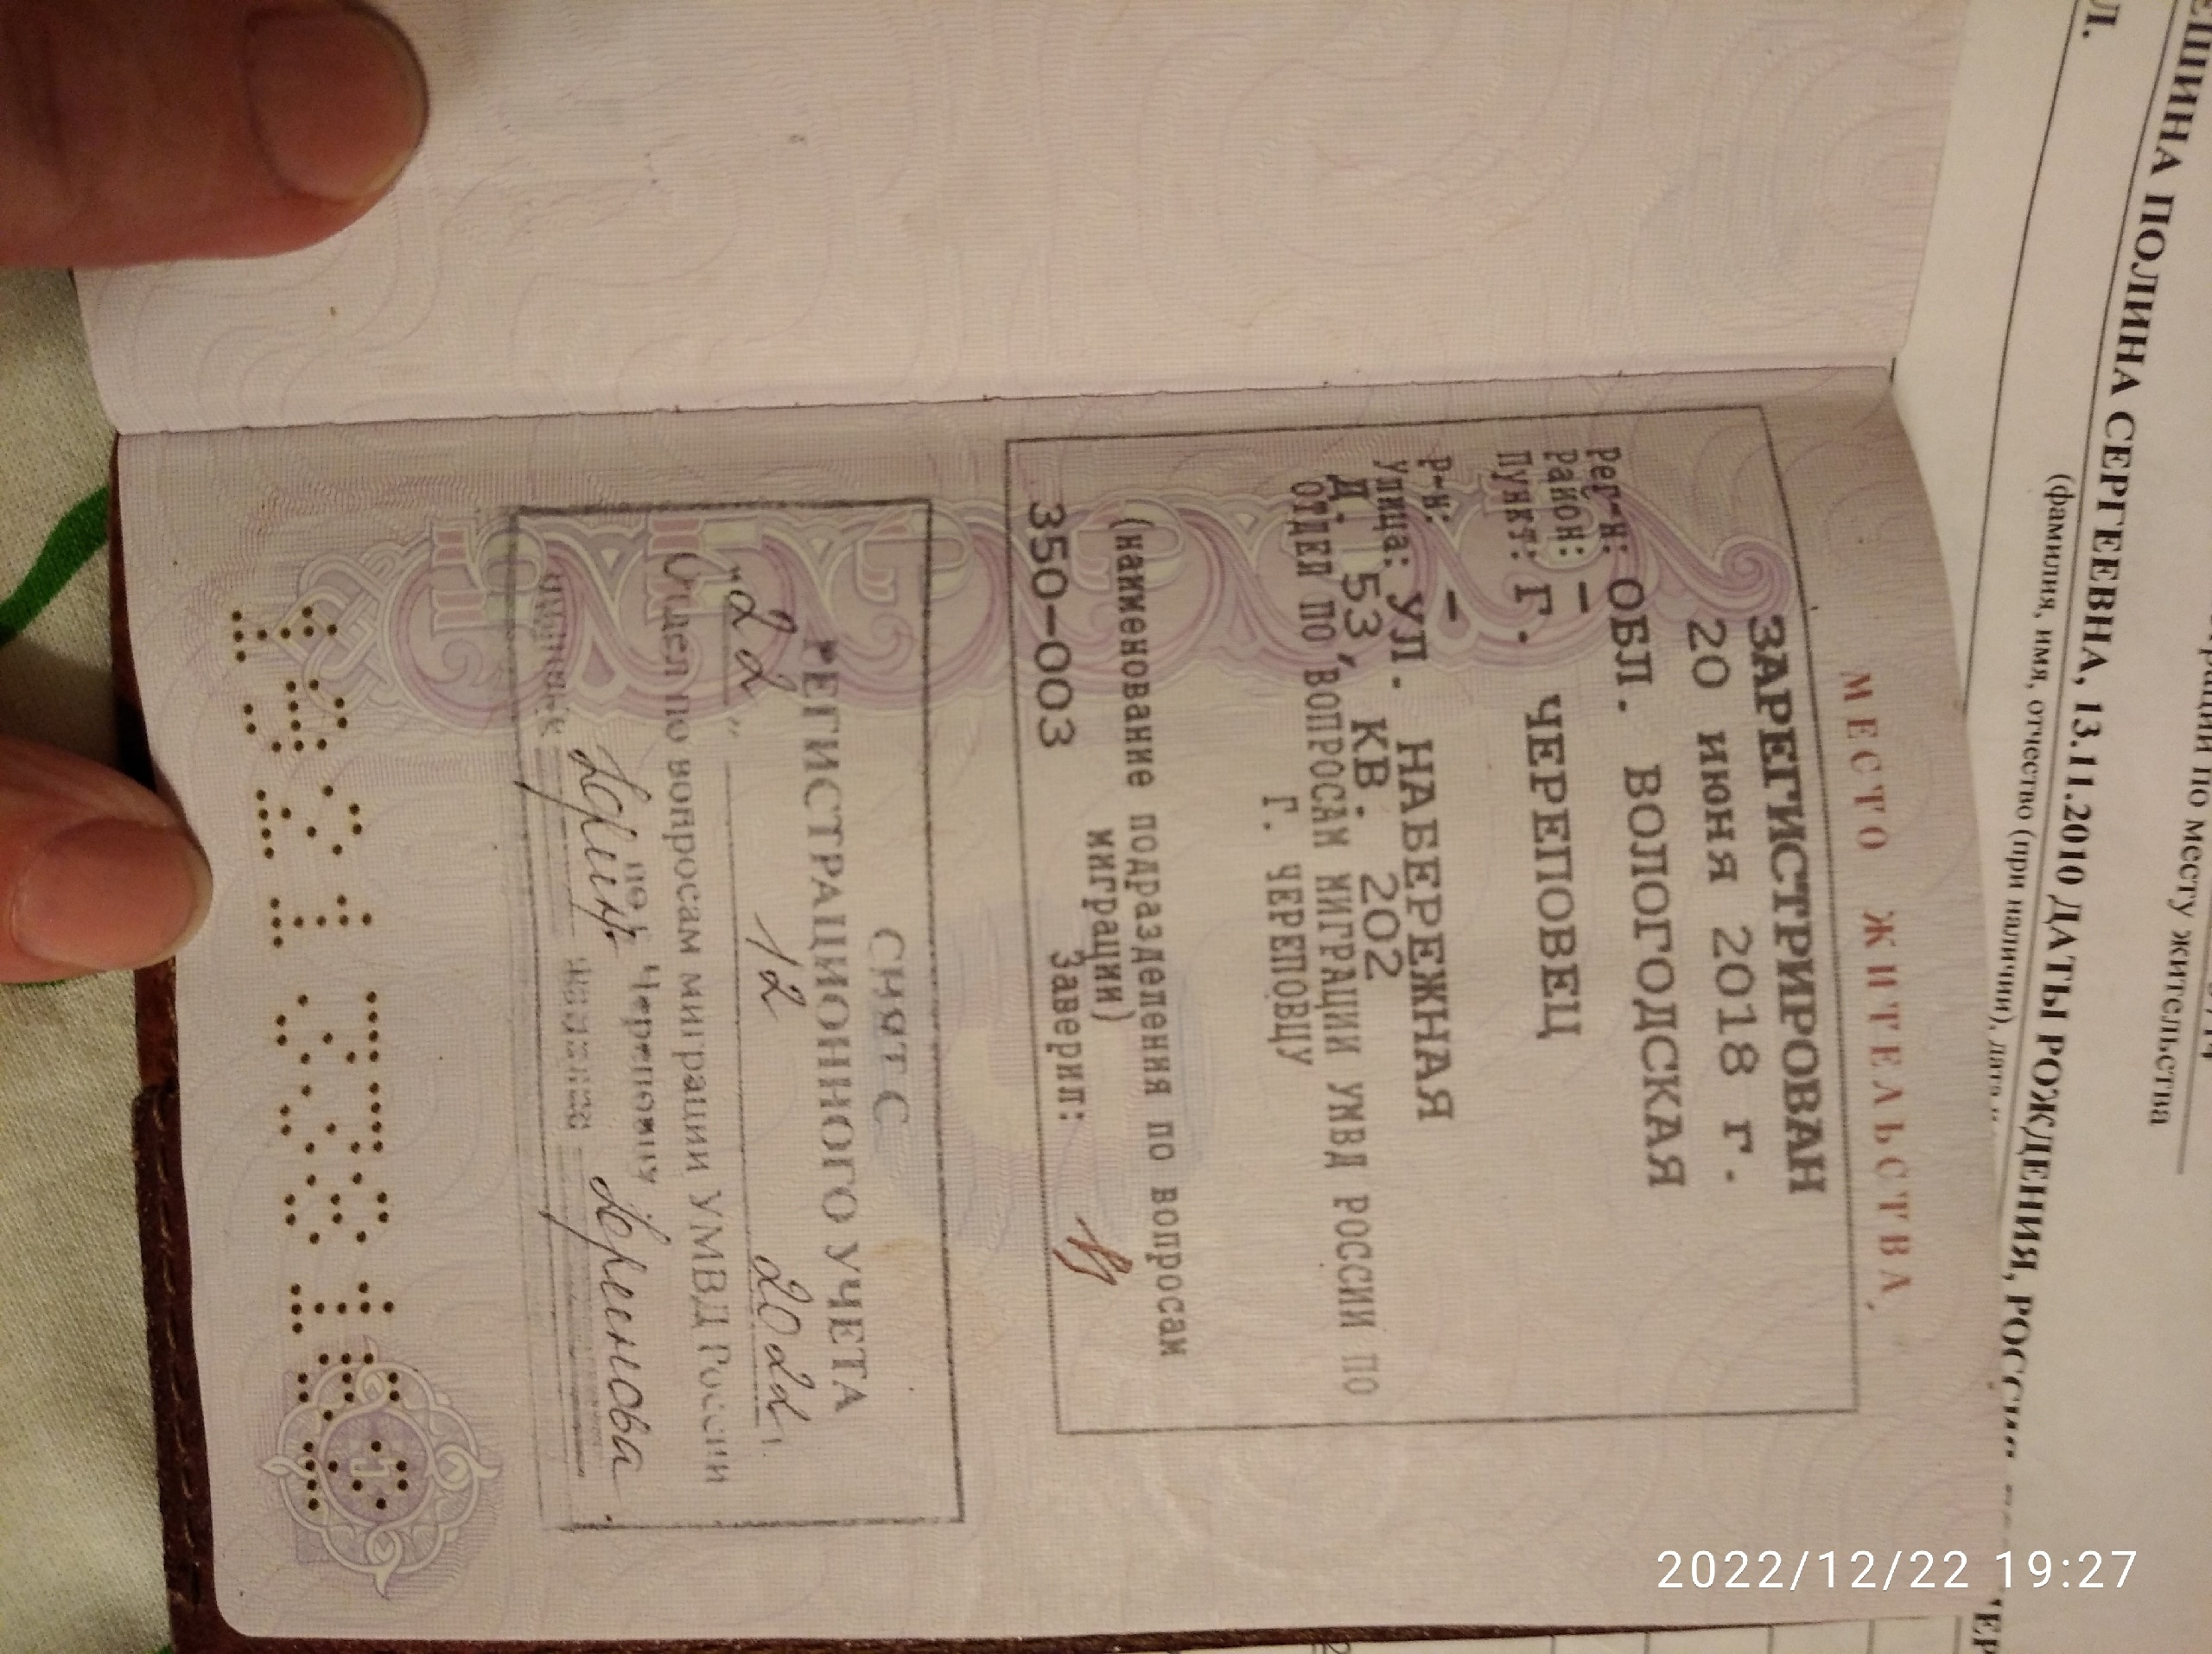 МЕСТО ЖИТЕЛЬСТВА
ЗАРЕГИСТРИРОВАН
20 июня 2018 г.
Рег-н: ОБЛ. ВОЛОГОДСКАЯ
Район: –
Пункт: Г. ЧЕРЕПОВЕЦ
Р-н: –
Улица: УЛ. НАБЕРЕЖНАЯ
Д. 53, КВ. 202
ОТДЕЛ ПО ВОПРОСАМ МИГРАЦИИ УМВД РОССИИ ПО
Г. ЧЕРЕПОВЦУ
(наименование подразделения по вопросам
миграции)
350-003 Заверил:
СНЯТ С
РЕГИСТРАЦИОННОГО УЧЕТА
"22" 12 2022 г.
Отдел по вопросам миграции УМВД России
по г. Череповцу
рации по месту жительства
ПОЛИНА СЕРГЕЕВНА, 13.11.2010 ДАТЫ РОЖДЕНИЯ,
(фамилия, имя, отчество (при наличии), дата
Л.
2022/12/22 19:27